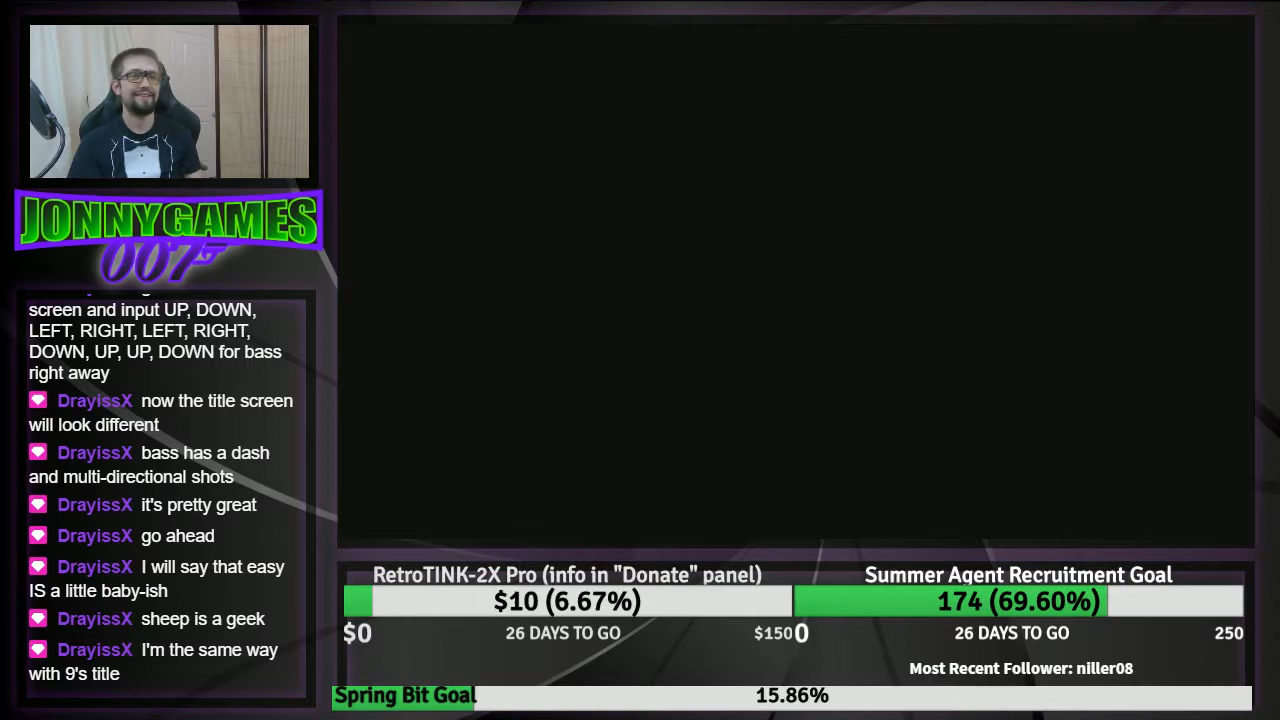 JONNYGAMES
007
screen and input UP, DOWN,
LEFT, RIGHT, LEFT, RIGHT,
DOWN, UP, UP, DOWN for bass
right away
DrayissX now the title screen
will look different
DrayissX bass has a dash
and multi-directional shots
DrayissX it's pretty great
DrayissX go ahead
DrayissX I will say that easy
IS a little baby-ish
DrayissX sheep is a geek
DrayissX I'm the same way
with 9's title
RetroTINK-2X Pro (info in "Donate" panel)
$10 (6.67%)
$0 26 DAYS TO GO $150
Summer Agent Recruitment Goal
174 (69.60%)
0 26 DAYS TO GO 250
Most Recent Follower: niller08
Spring Bit Goal 15.86%